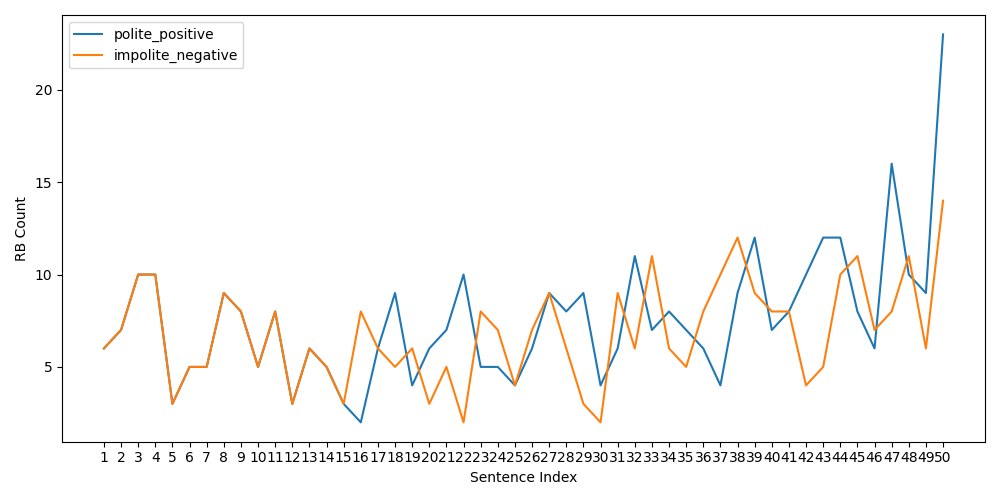 polite_positive
impolite_negative
20
15
10
5
RB Count
1 2 3 4 5 6 7 8 9 10 11 12 13 14 15 16 17 18 19 20 21 22 23 24 25 26 27 28 29 30 31 32 33 34 35 36 37 38 39 40 41 42 43 44 45 46 47 48 49 50
Sentence Index